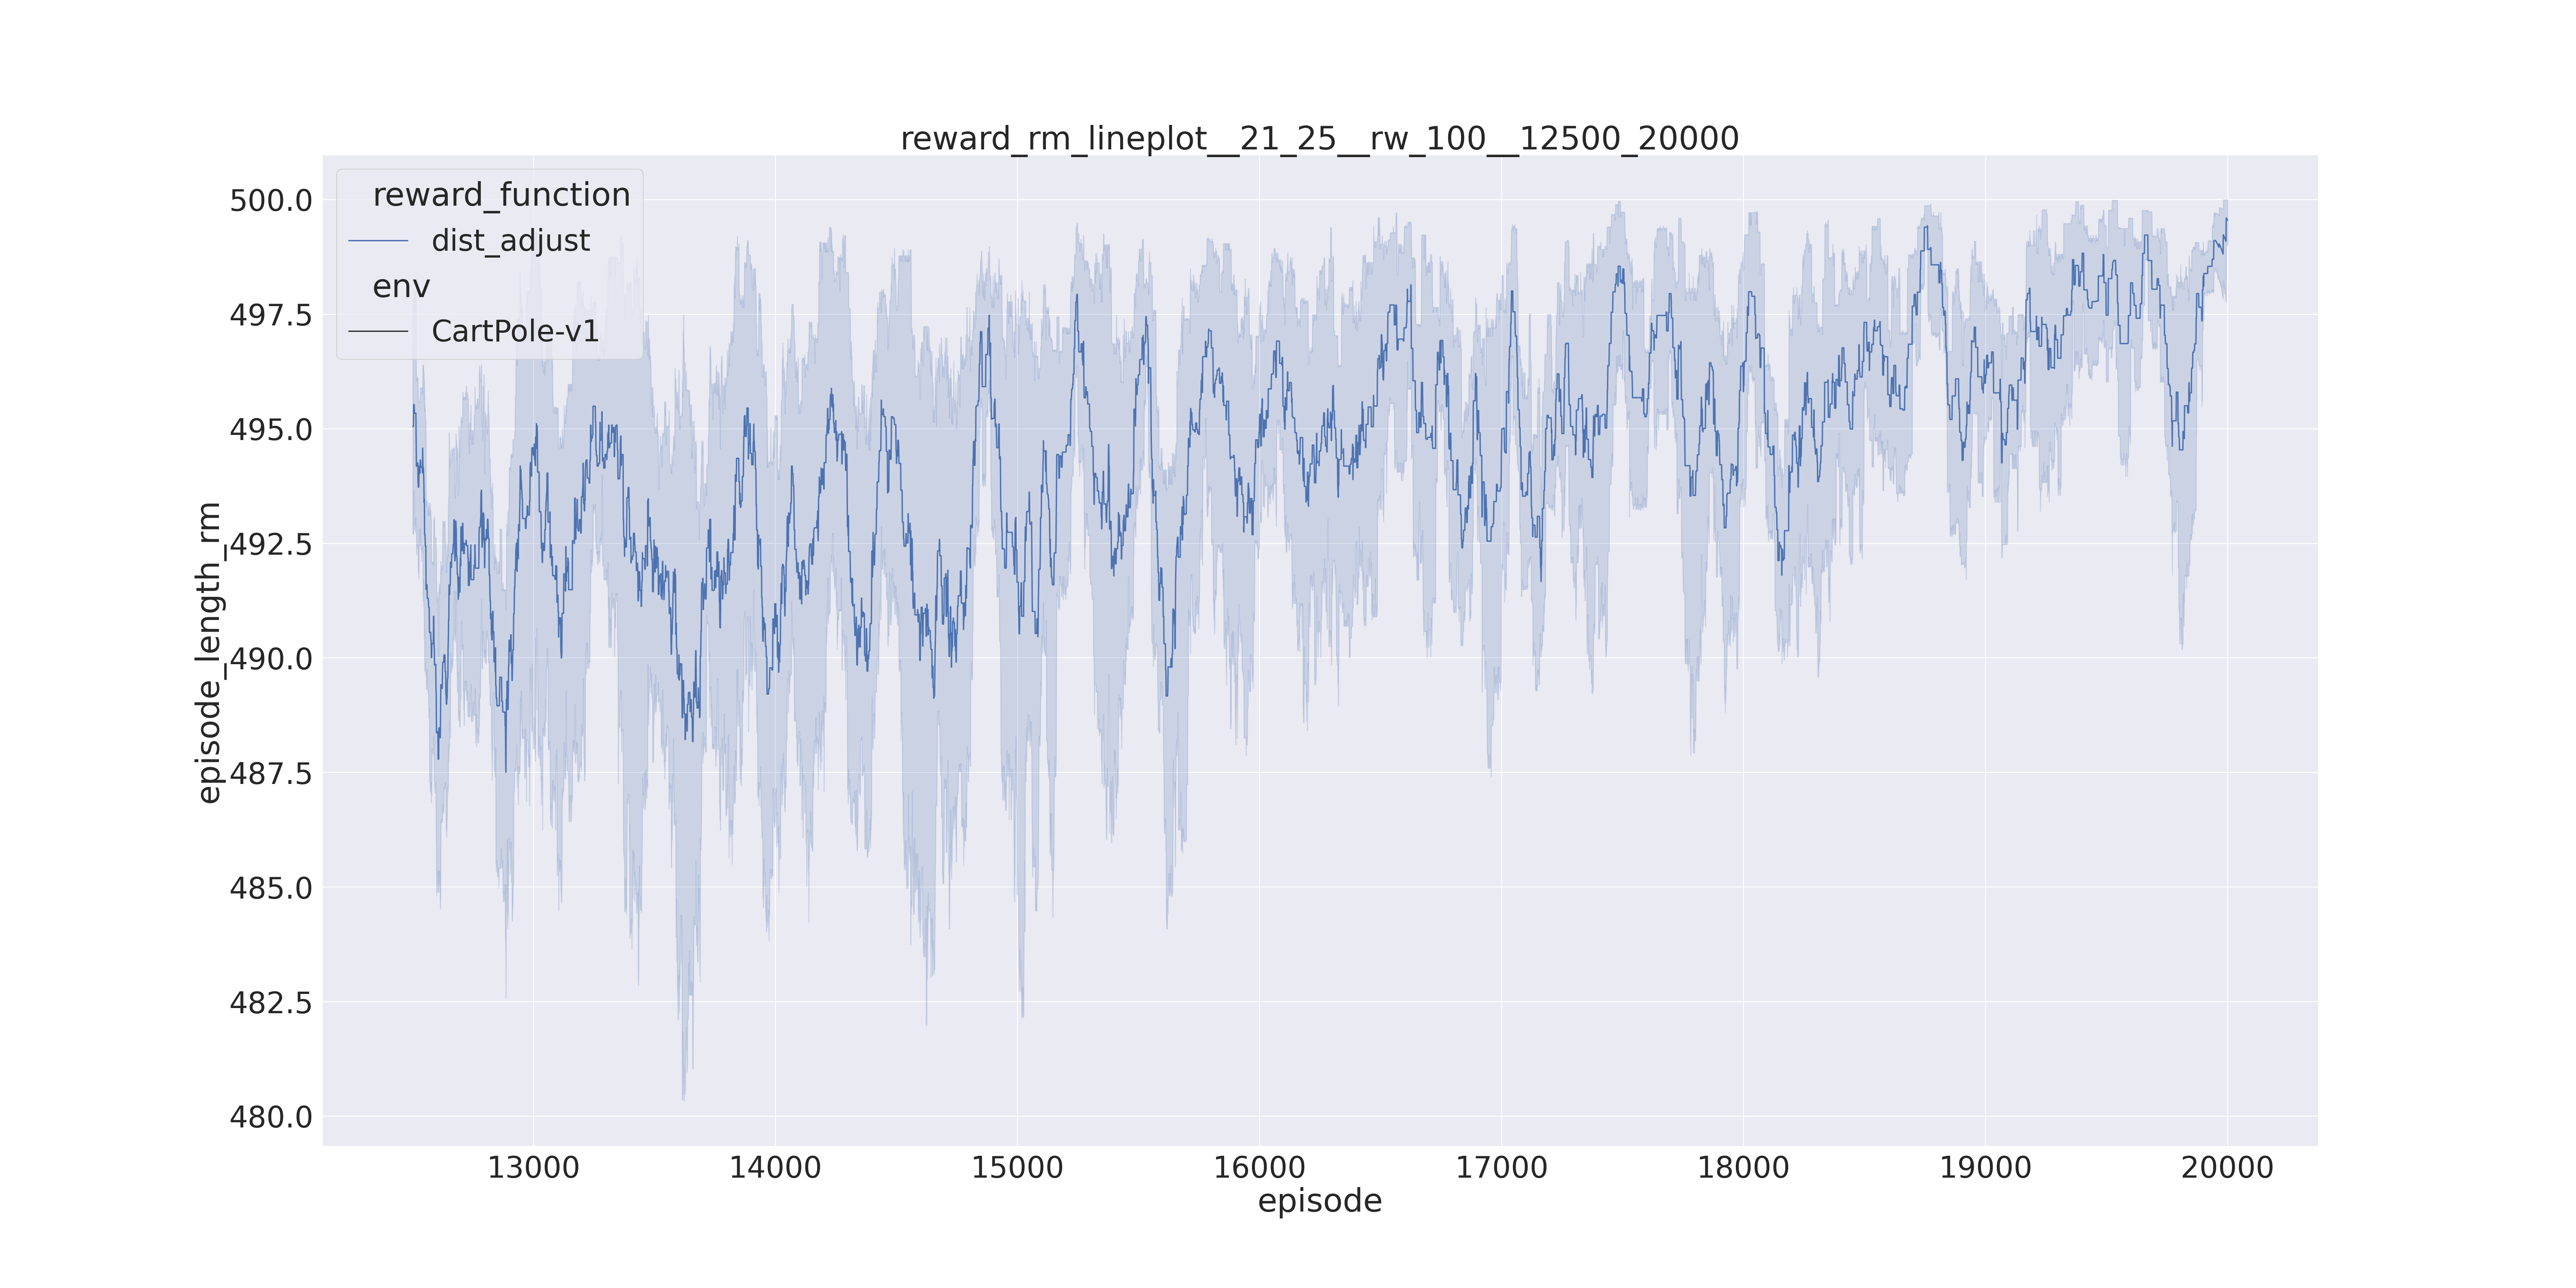 reward_rm_lineplot__21_25__rw_100__12500_20000
reward_function
dist_adjust
env
CartPole-v1
episode_length_rm
500.0
497.5
495.0
492.5
490.0
487.5
485.0
482.5
480.0
13000 14000 15000 16000 17000 18000 19000 20000
episode